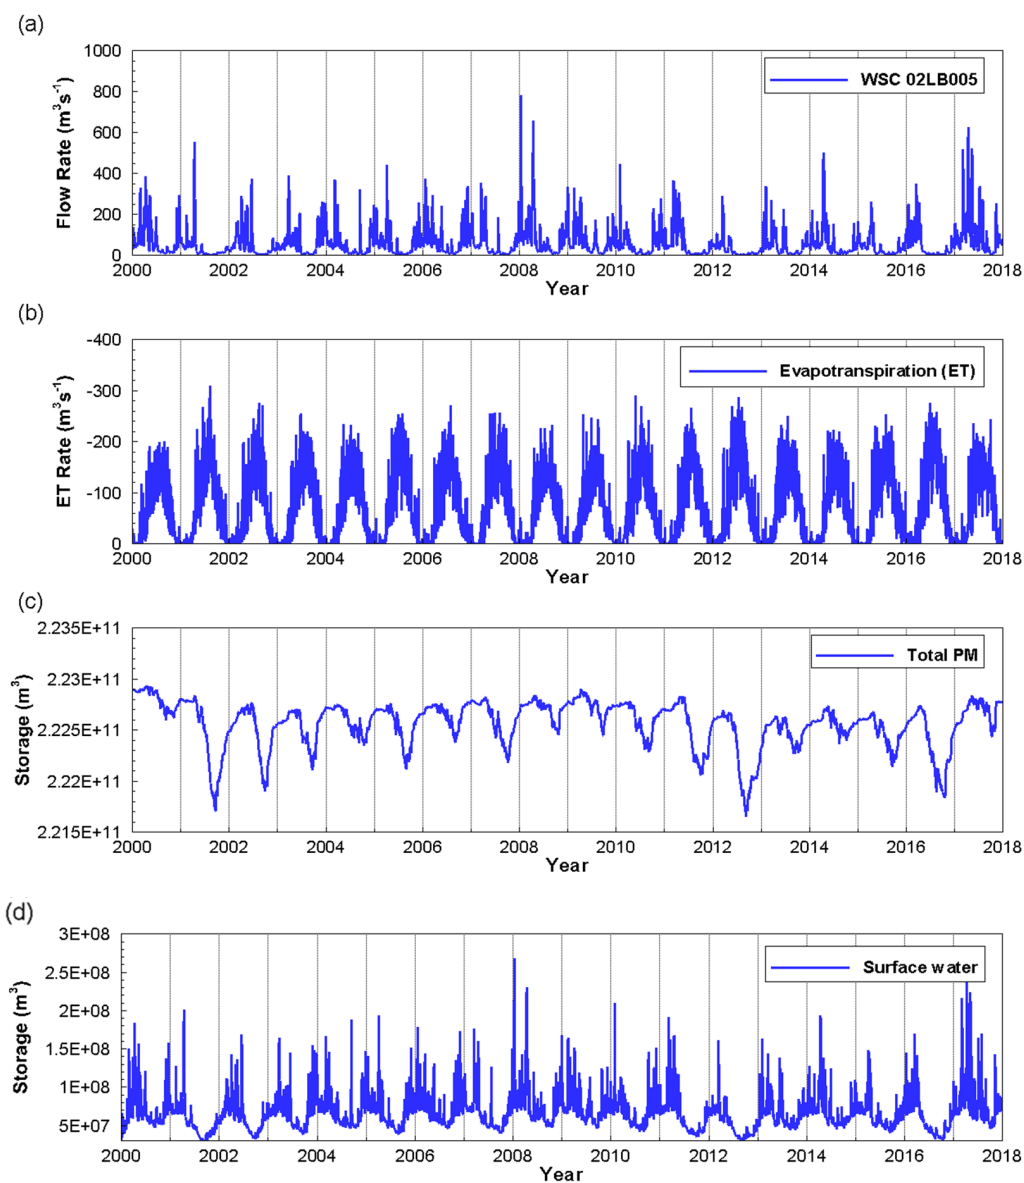 (a)
1000
800
600
400
200
0
Flow Rate (m³s⁻¹)
WSC 02LB005
2000 2002 2004 2006 2008 2010 2012 2014 2016 2018
Year
(b)
-400
-300
-200
-100
0
ET Rate (m³s⁻¹)
Evapotranspiration (ET)
2000 2002 2004 2006 2008 2010 2012 2014 2016 2018
Year
(c)
2.235E+11
2.23E+11
2.225E+11
2.22E+11
2.215E+11
Storage (m³)
Total PM
2000 2002 2004 2006 2008 2010 2012 2014 2016 2018
Year
(d)
3E+08
2.5E+08
2E+08
1.5E+08
1E+08
5E+07
Storage (m³)
Surface water
2000 2002 2004 2006 2008 2010 2012 2014 2016 2018
Year